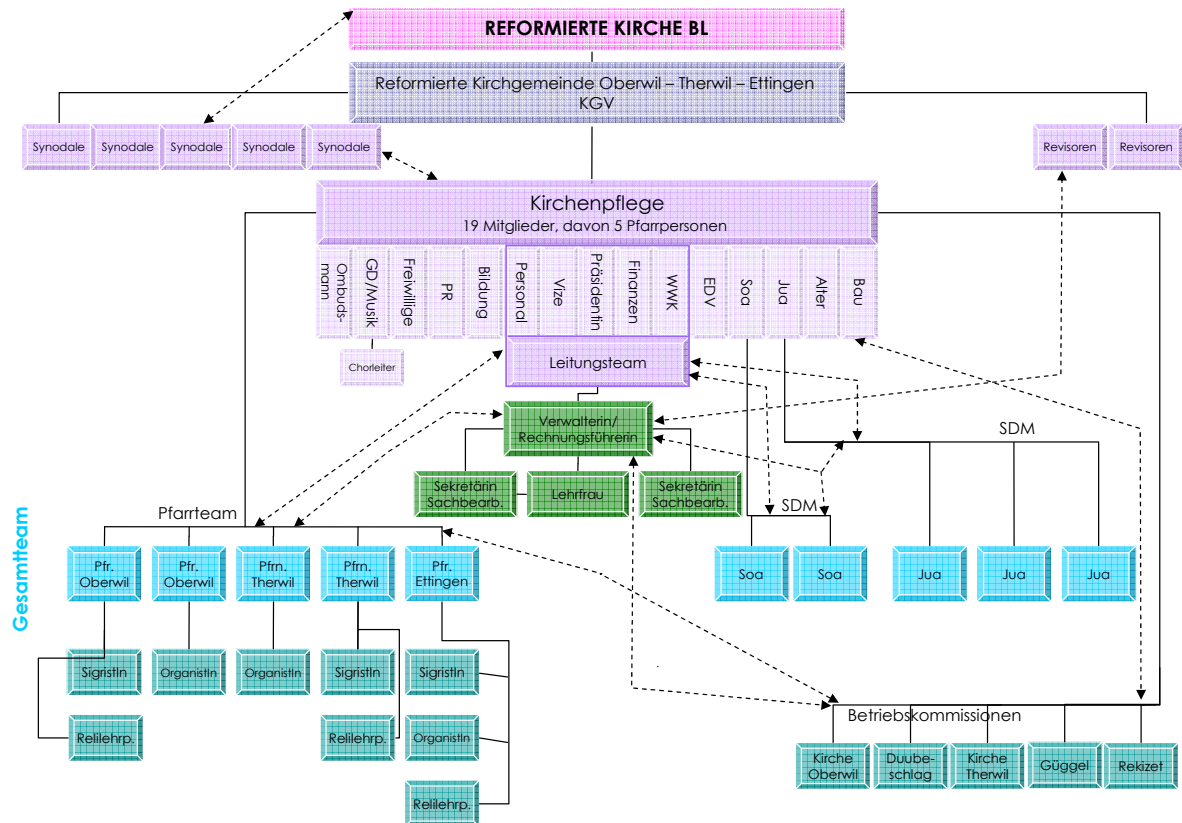 REFORMIERTE KIRCHE BL
Reformierte Kirchgemeinde Oberwil – Therwil – Ettingen
KGV
Synodale
Synodale
Synodale
Synodale
Synodale
Revisoren
Revisoren
Kirchenpflege
19 Mitglieder, davon 5 Pfarrpersonen
Ombuds-
mann
GD/Musik
Freiwillige
PR
Bildung
Personal
Vize
Präsidentin
Finanzen
WWK
EDV
Soa
Jua
Alter
Bau
Chorleiter
Leitungsteam
Verwalterin/
Rechnungsführerin
Sekretärin
Sachbearb.
Lehrfrau
Sekretärin
Sachbearb.
SDM
SDM
Pfarrteam
Gesamtteam
Pfr.
Oberwil
Pfr.
Oberwil
Pfrn.
Therwil
Pfrn.
Therwil
Pfr.
Ettingen
Soa
Soa
Jua
Jua
Jua
SigristIn
OrganistIn
OrganistIn
SigristIn
SigristIn
Relilehrp.
Relilehrp.
OrganistIn
Relilehrp.
Betriebskommissionen
Kirche
Oberwil
Duube-
schlag
Kirche
Therwil
Güggel
Rekizet